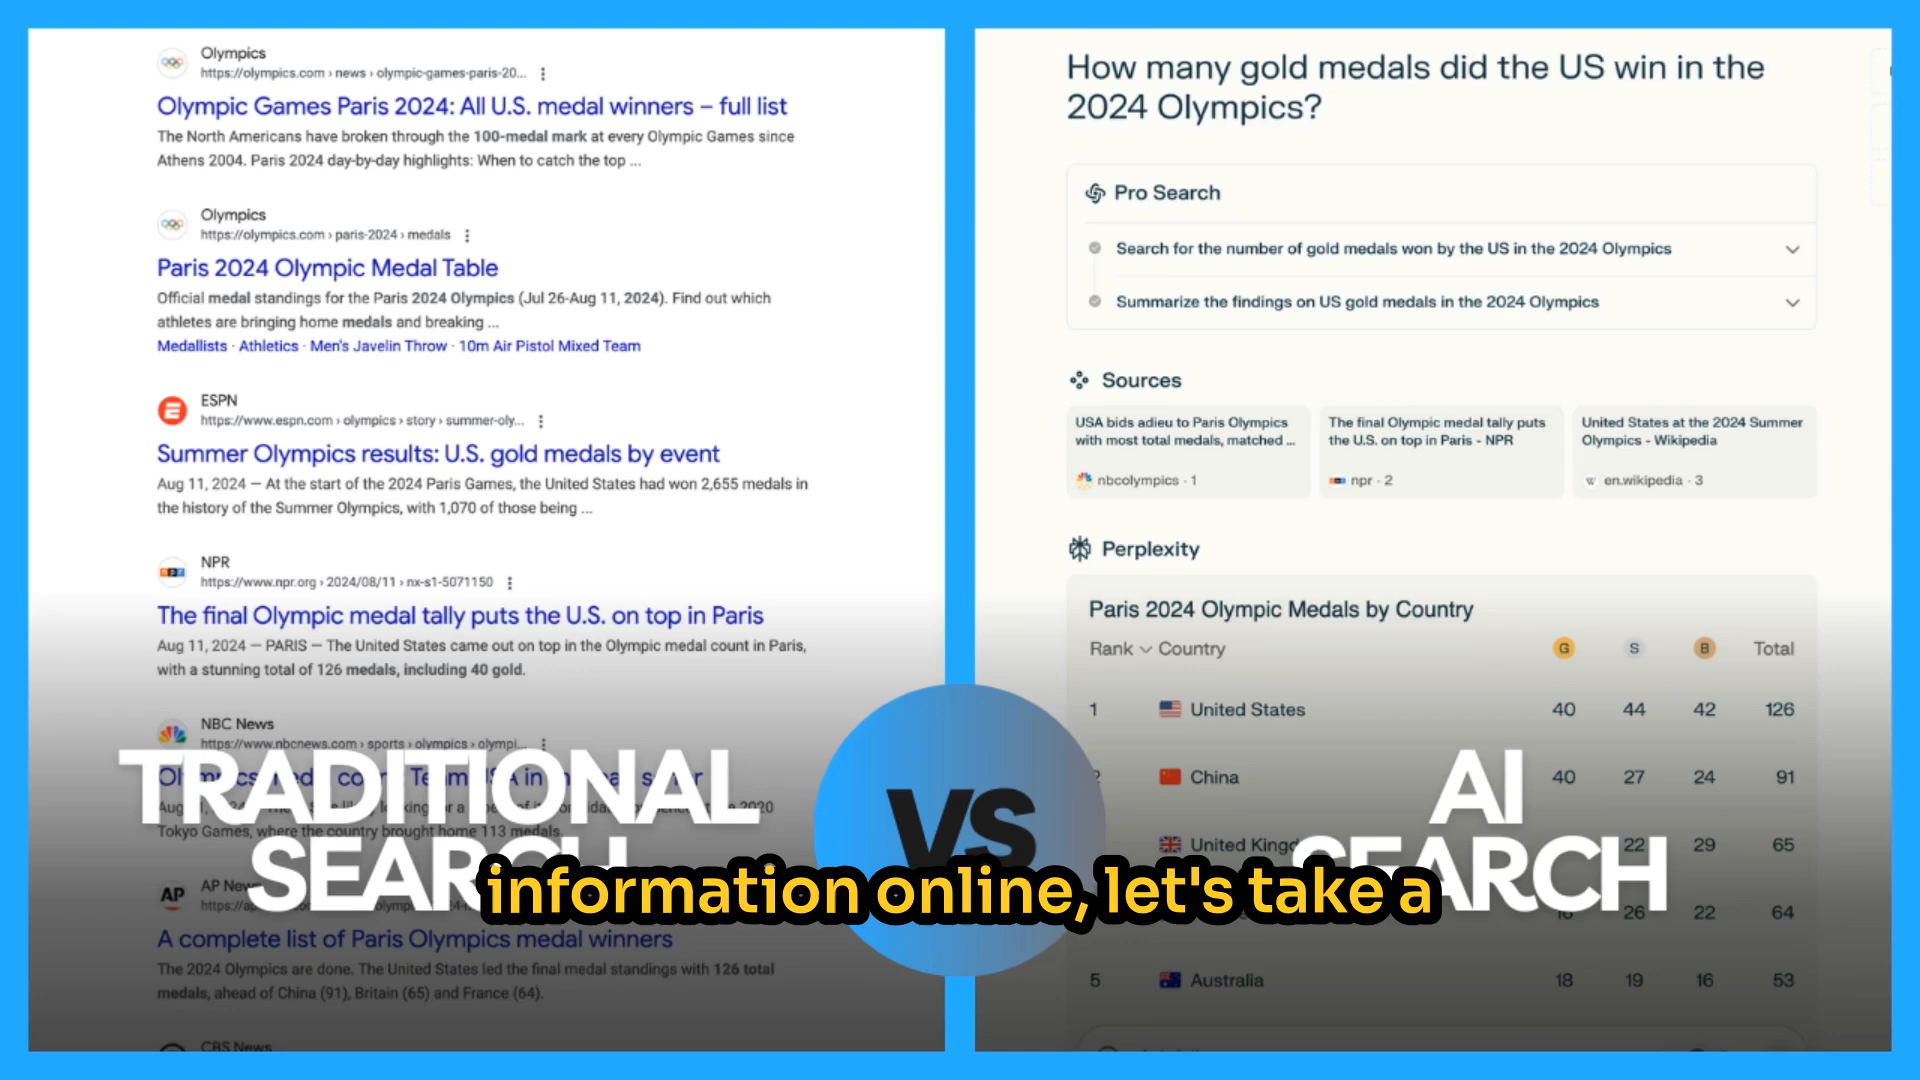 Olympics
https://olympics.com › news › olympic-games-paris-20...
Olympic Games Paris 2024: All U.S. medal winners – full list
The North Americans have broken through the 100-medal mark at every Olympic Games since
Athens 2004. Paris 2024 day-by-day highlights: When to catch the top ...
Olympics
https://olympics.com › paris-2024 › medals
Paris 2024 Olympic Medal Table
Official medal standings for the Paris 2024 Olympics (Jul 26-Aug 11, 2024). Find out which
athletes are bringing home medals and breaking ...
Medallists · Athletics · Men's Javelin Throw · 10m Air Pistol Mixed Team
ESPN
https://www.espn.com › olympics › story › summer-oly...
Summer Olympics results: U.S. gold medals by event
Aug 11, 2024 — At the start of the 2024 Paris Games, the United States had won 2,655 medals in
the history of the Summer Olympics, with 1,070 of those being ...
NPR
https://www.npr.org › 2024/08/11 › nx-s1-5071150
The final Olympic medal tally puts the U.S. on top in Paris
Aug 11, 2024 — PARIS — The United States came out on top in the Olympic medal count in Paris,
with a stunning total of 126 medals, including 40 gold.
NBC News
https://www.nbcnews.com › sports › olympics › olympi...
Tokyo Games, where the country brought home 113 medals.
AP
A complete list of Paris Olympics medal winners
The 2024 Olympics are done. The United States led the final medal standings with 126 total
medals, ahead of China (91), Britain (65) and France (64).
CBS News
TRADITIONAL
SEARCH
VS
How many gold medals did the US win in the
2024 Olympics?
Pro Search
Search for the number of gold medals won by the US in the 2024 Olympics
Summarize the findings on US gold medals in the 2024 Olympics
Sources
USA bids adieu to Paris Olympics
with most total medals, matched ...
nbcolympics · 1
The final Olympic medal tally puts
the U.S. on top in Paris - NPR
npr · 2
United States at the 2024 Summer
Olympics - Wikipedia
W en.wikipedia · 3
Perplexity
Paris 2024 Olympic Medals by Country
Rank Country G S B Total
1 United States 40 44 42 126
China 40 27 24 91
United 22 29 65
26 22 64
5 Australia 18 19 16 53
AI
SEARCH
information online, let's take a